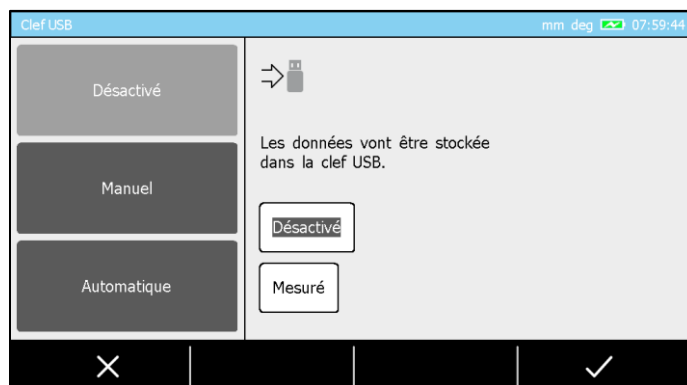 Clef USB
mm deg 07:59:44
Désactivé
Manuel
Automatique
Les données vont être stockée
dans la clef USB.
Désactivé
Mesuré